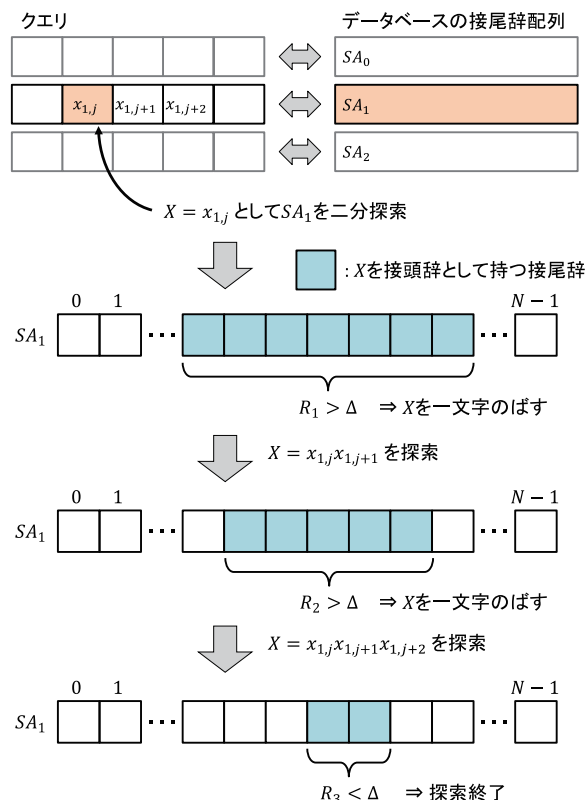 クエリ データベースの接尾辞配列
SA₀
x₁,ⱼ x₁,ⱼ₊₁ x₁,ⱼ₊₂ SA₁
SA₂
X = x₁,ⱼ としてSA₁を二分探索
: Xを接頭辞として持つ接尾辞
0 1 N − 1
SA₁ ··· ···
R₁ > Δ ⇒ Xを一文字のばす
X = x₁,ⱼx₁,ⱼ₊₁ を探索
0 1 N − 1
SA₁ ··· ···
R₂ > Δ ⇒ Xを一文字のばす
X = x₁,ⱼx₁,ⱼ₊₁x₁,ⱼ₊₂ を探索
0 1 N − 1
SA₁ ··· ···
R₃ < Δ ⇒ 探索終了